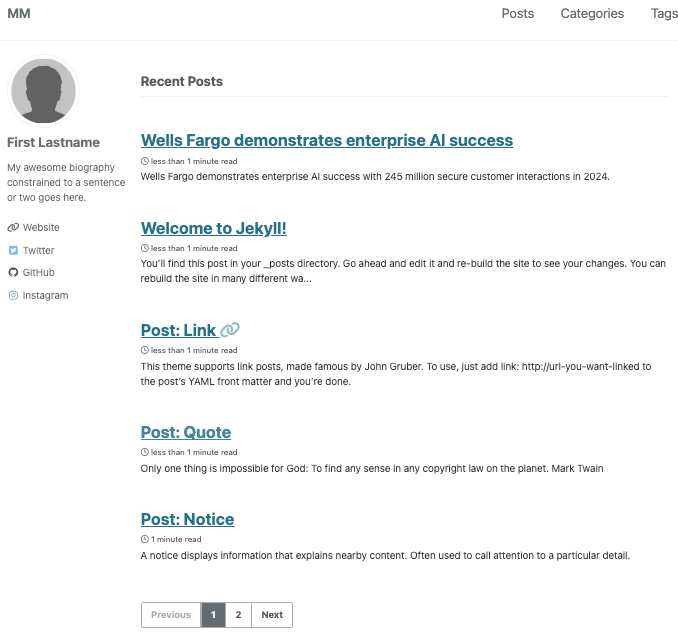 MM
Posts
Categories
Tags
First Lastname
My awesome biography
constrained to a sentence
or two goes here.
Website
Twitter
GitHub
Instagram
Recent Posts
Wells Fargo demonstrates enterprise AI success
less than 1 minute read
Wells Fargo demonstrates enterprise AI success with 245 million secure customer interactions in 2024.
Welcome to Jekyll!
less than 1 minute read
You’ll find this post in your _posts directory. Go ahead and edit it and re-build the site to see your changes. You can
rebuild the site in many different wa...
Post: Link
less than 1 minute read
This theme supports link posts, made famous by John Gruber. To use, just add link: http://url-you-want-linked to
the post’s YAML front matter and you’re done.
Post: Quote
less than 1 minute read
Only one thing is impossible for God: To find any sense in any copyright law on the planet. Mark Twain
Post: Notice
1 minute read
A notice displays information that explains nearby content. Often used to call attention to a particular detail.
Previous 1 2 Next